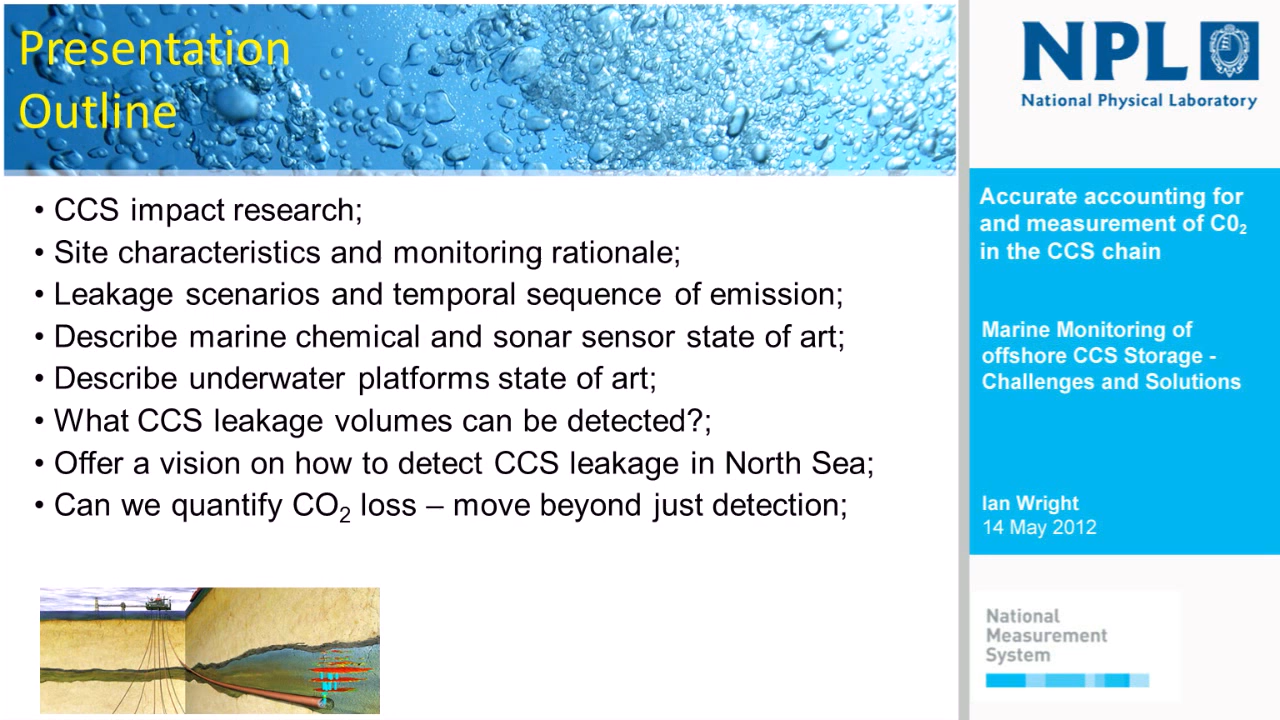 Presentation
Outline
• CCS impact research;
• Site characteristics and monitoring rationale;
• Leakage scenarios and temporal sequence of emission;
• Describe marine chemical and sonar sensor state of art;
• Describe underwater platforms state of art;
• What CCS leakage volumes can be detected?;
• Offer a vision on how to detect CCS leakage in North Sea;
• Can we quantify CO₂ loss – move beyond just detection;
NPL
National Physical Laboratory
Accurate accounting for
and measurement of C0₂
in the CCS chain
Marine Monitoring of
offshore CCS Storage -
Challenges and Solutions
Ian Wright
14 May 2012
National
Measurement
System